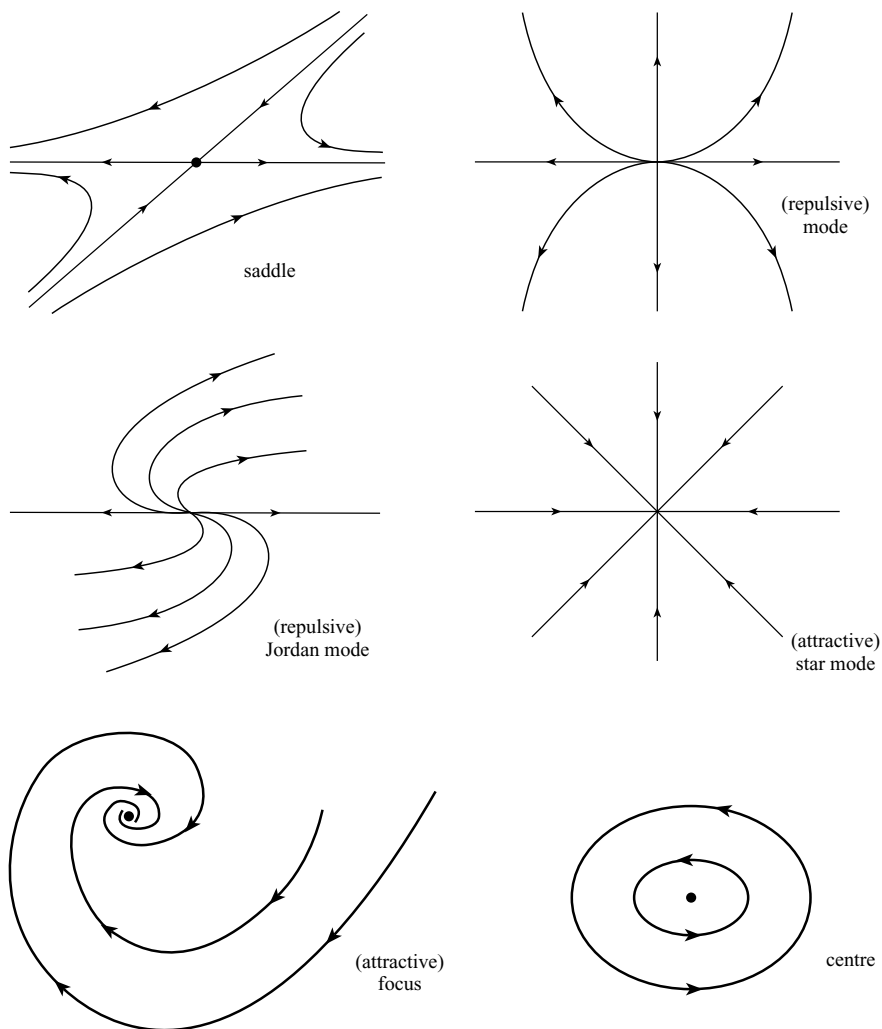 saddle
(repulsive)
mode
(repulsive)
Jordan mode
(attractive)
star mode
(attractive)
focus
centre